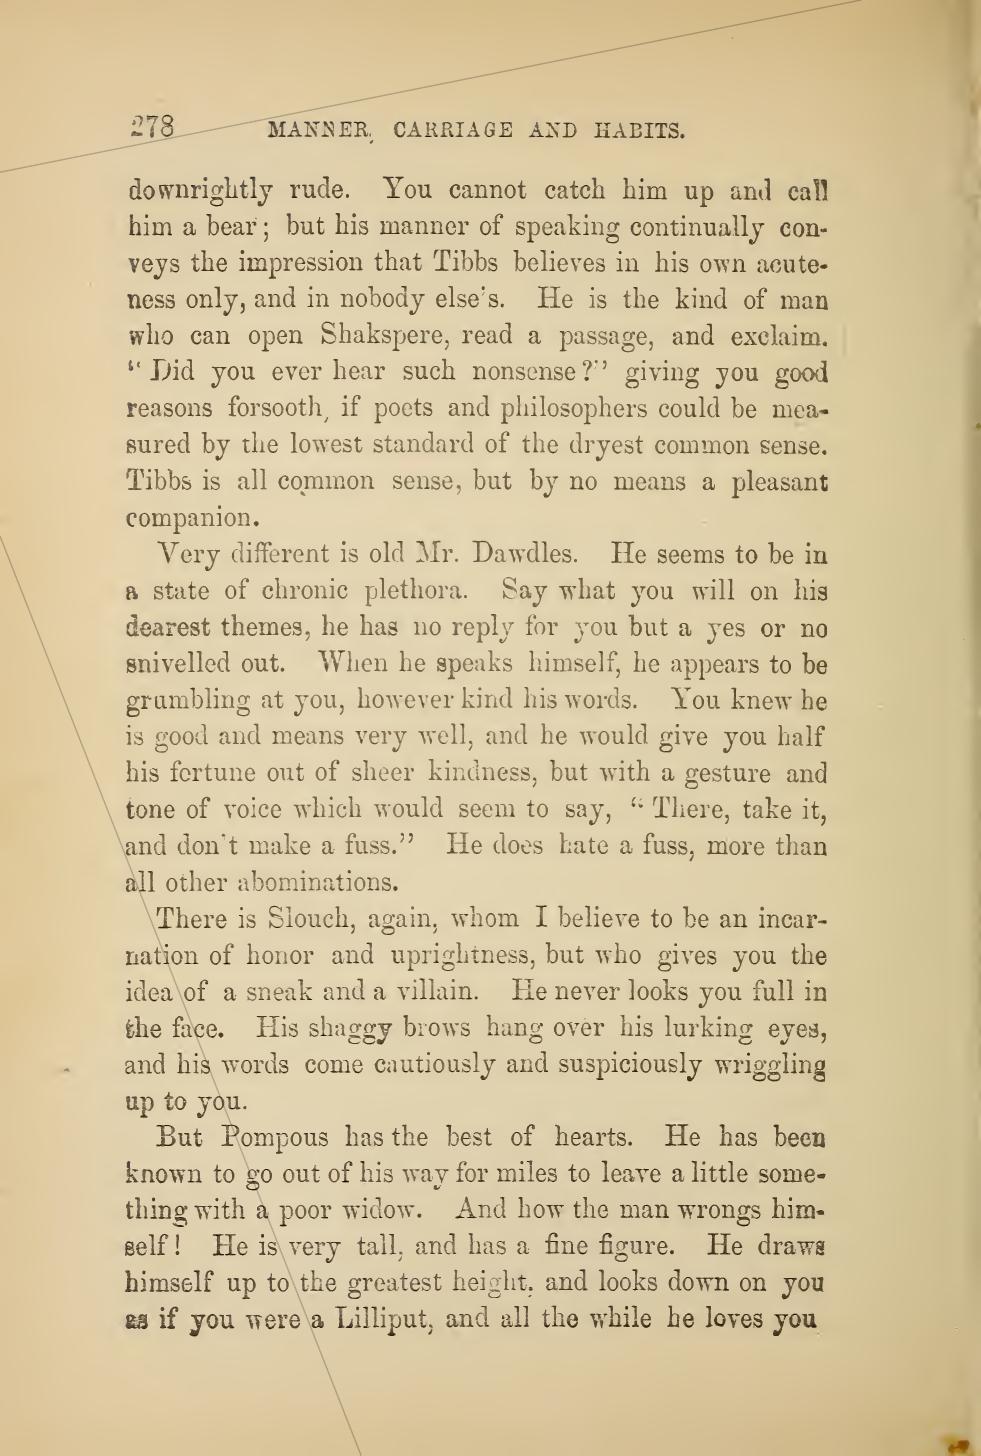 278 MANNER, CARRIAGE AND HABITS.
downrightly rude. You cannot catch him up and call
him a bear; but his manner of speaking continually con-
veys the impression that Tibbs believes in his own acute-
ness only, and in nobody else's. He is the kind of man
who can open Shakspere, read a passage, and exclaim.
“Did you ever hear such nonsense?” giving you good
reasons forsooth, if poets and philosophers could be mea-
sured by the lowest standard of the dryest common sense.
Tibbs is all common sense, but by no means a pleasant
companion.
Very different is old Mr. Dawdles. He seems to be in
a state of chronic plethora. Say what you will on his
dearest themes, he has no reply for you but a yes or no
snivelled out. When he speaks himself, he appears to be
grumbling at you, however kind his words. You knew he
is good and means very well, and he would give you half
his fortune out of sheer kindness, but with a gesture and
tone of voice which would seem to say, “There, take it,
and don't make a fuss.” He does hate a fuss, more than
all other abominations.
There is Slouch, again, whom I believe to be an incar-
nation of honor and uprightness, but who gives you the
idea of a sneak and a villain. He never looks you full in
the face. His shaggy brows hang over his lurking eyes,
and his words come cautiously and suspiciously wriggling
up to you.
But Pompous has the best of hearts. He has been
known to go out of his way for miles to leave a little some-
thing with a poor widow. And how the man wrongs him-
self! He is very tall, and has a fine figure. He draws
himself up to the greatest height, and looks down on you
as if you were a Lilliput, and all the while he loves you